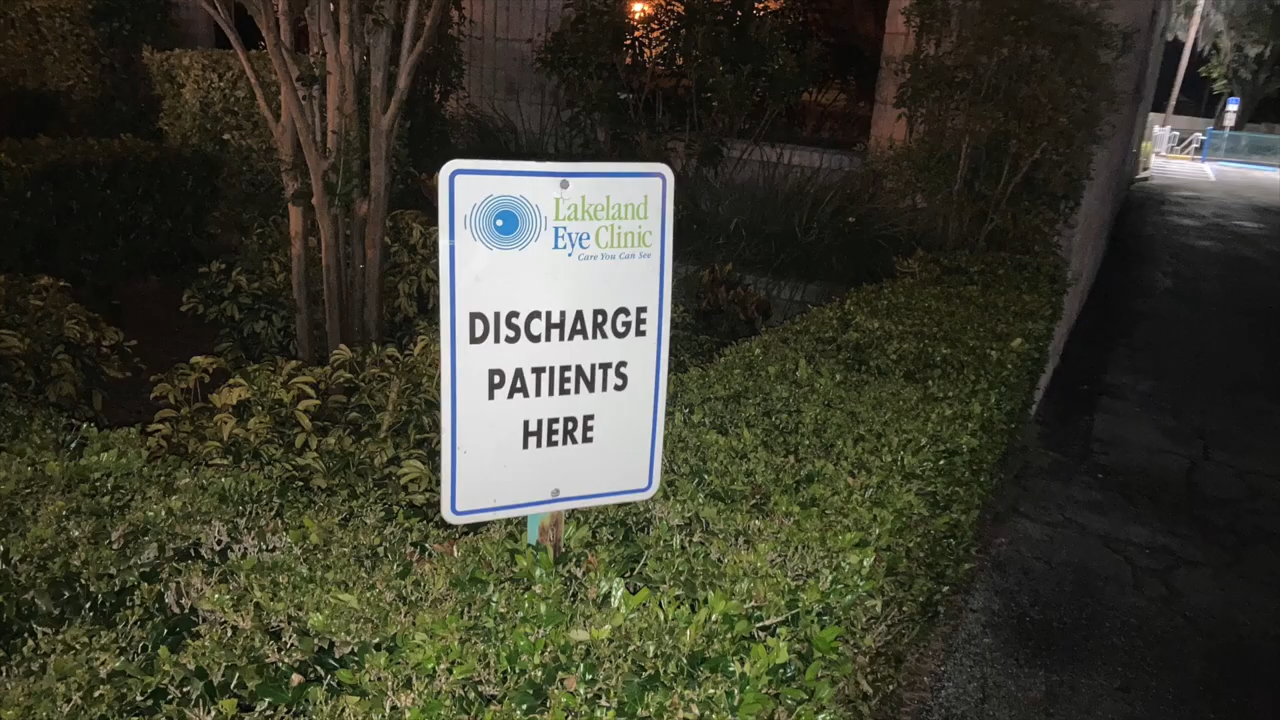 Lakeland
Eye Clinic
Care You Can See
DISCHARGE
PATIENTS
HERE